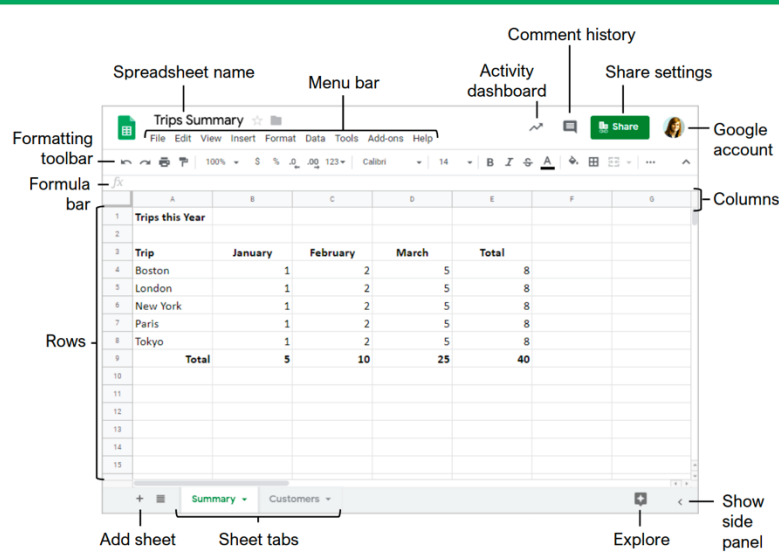 Comment history
Spreadsheet name
Menu bar
Activity
dashboard
Share settings
Trips Summary
File Edit View Insert Format Data Tools Add-ons Help
Share
Google
account
Formatting
toolbar
100% $ % .0 .00 123 Calibri 14 B I S A
Formula
bar
fx
Columns
A B C D E F G
1 Trips this Year
2
3 Trip January February March Total
4 Boston 1 2 5 8
5 London 1 2 5 8
6 New York 1 2 5 8
7 Paris 1 2 5 8
8 Tokyo 1 2 5 8
9 Total 5 10 25 40
10
11
12
13
14
15
Rows
Summary Customers
Add sheet
Sheet tabs
Explore
Show
side
panel